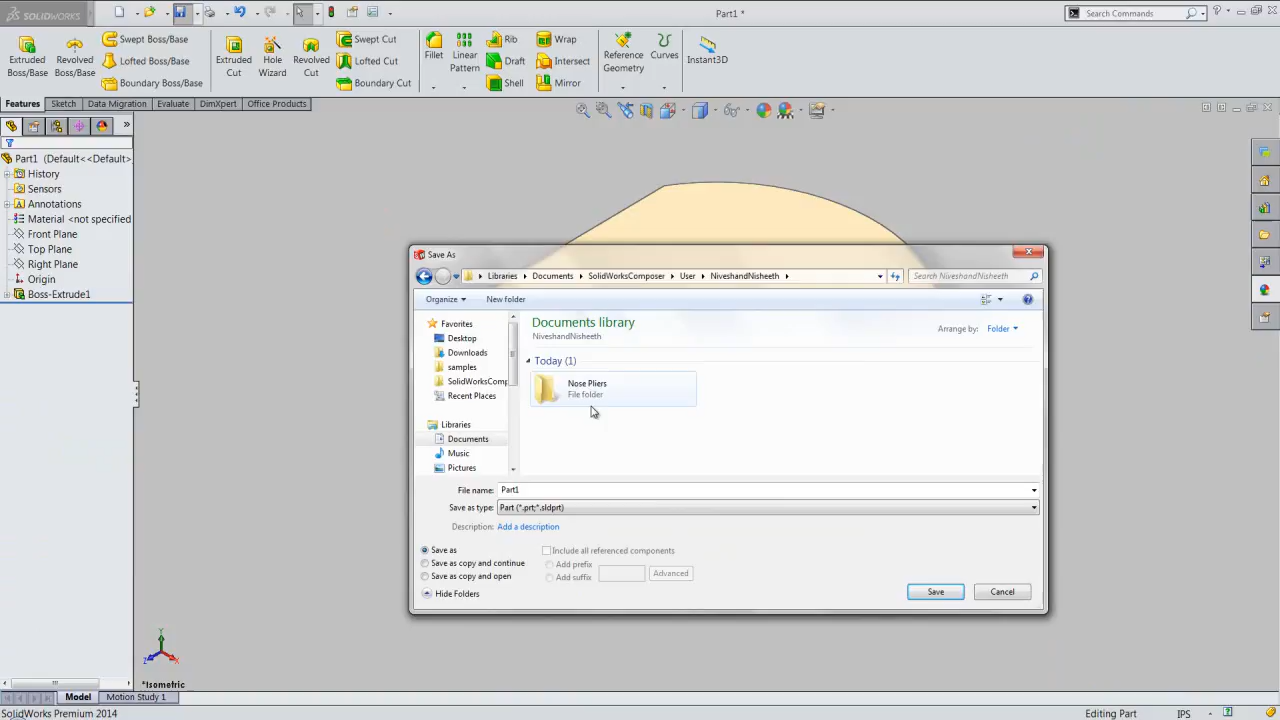 SOLIDWORKS
Part1 *
Search Commands
Extruded Boss/Base
Revolved Boss/Base
Swept Boss/Base
Lofted Boss/Base
Boundary Boss/Base
Extruded Cut
Hole Wizard
Revolved Cut
Swept Cut
Lofted Cut
Boundary Cut
Fillet
Linear Pattern
Rib
Draft
Shell
Wrap
Intersect
Mirror
Reference Geometry
Curves
Instant3D
Features
Sketch
Data Migration
Evaluate
DimXpert
Office Products
Part1 (Default<<Default>
History
Sensors
Annotations
Material <not specified
Front Plane
Top Plane
Right Plane
Origin
Boss-Extrude1
Save As
Libraries
Documents
SolidWorksComposer
User
NiveshandNisheeth
Search NiveshandNisheeth
Organize
New folder
Favorites
Desktop
Downloads
samples
SolidWorksComp
Recent Places
Libraries
Documents
Music
Pictures
Documents library
NiveshandNisheeth
Arrange by: Folder
Today (1)
Nose Pliers
File folder
File name: Part1
Save as type: Part (*.prt;*.sldprt)
Description: Add a description
Save as
Save as copy and continue
Save as copy and open
Include all referenced components
Add prefix
Add suffix
Advanced
Hide Folders
Save
Cancel
*Isometric
Model
Motion Study 1
SolidWorks Premium 2014
Editing Part
IPS